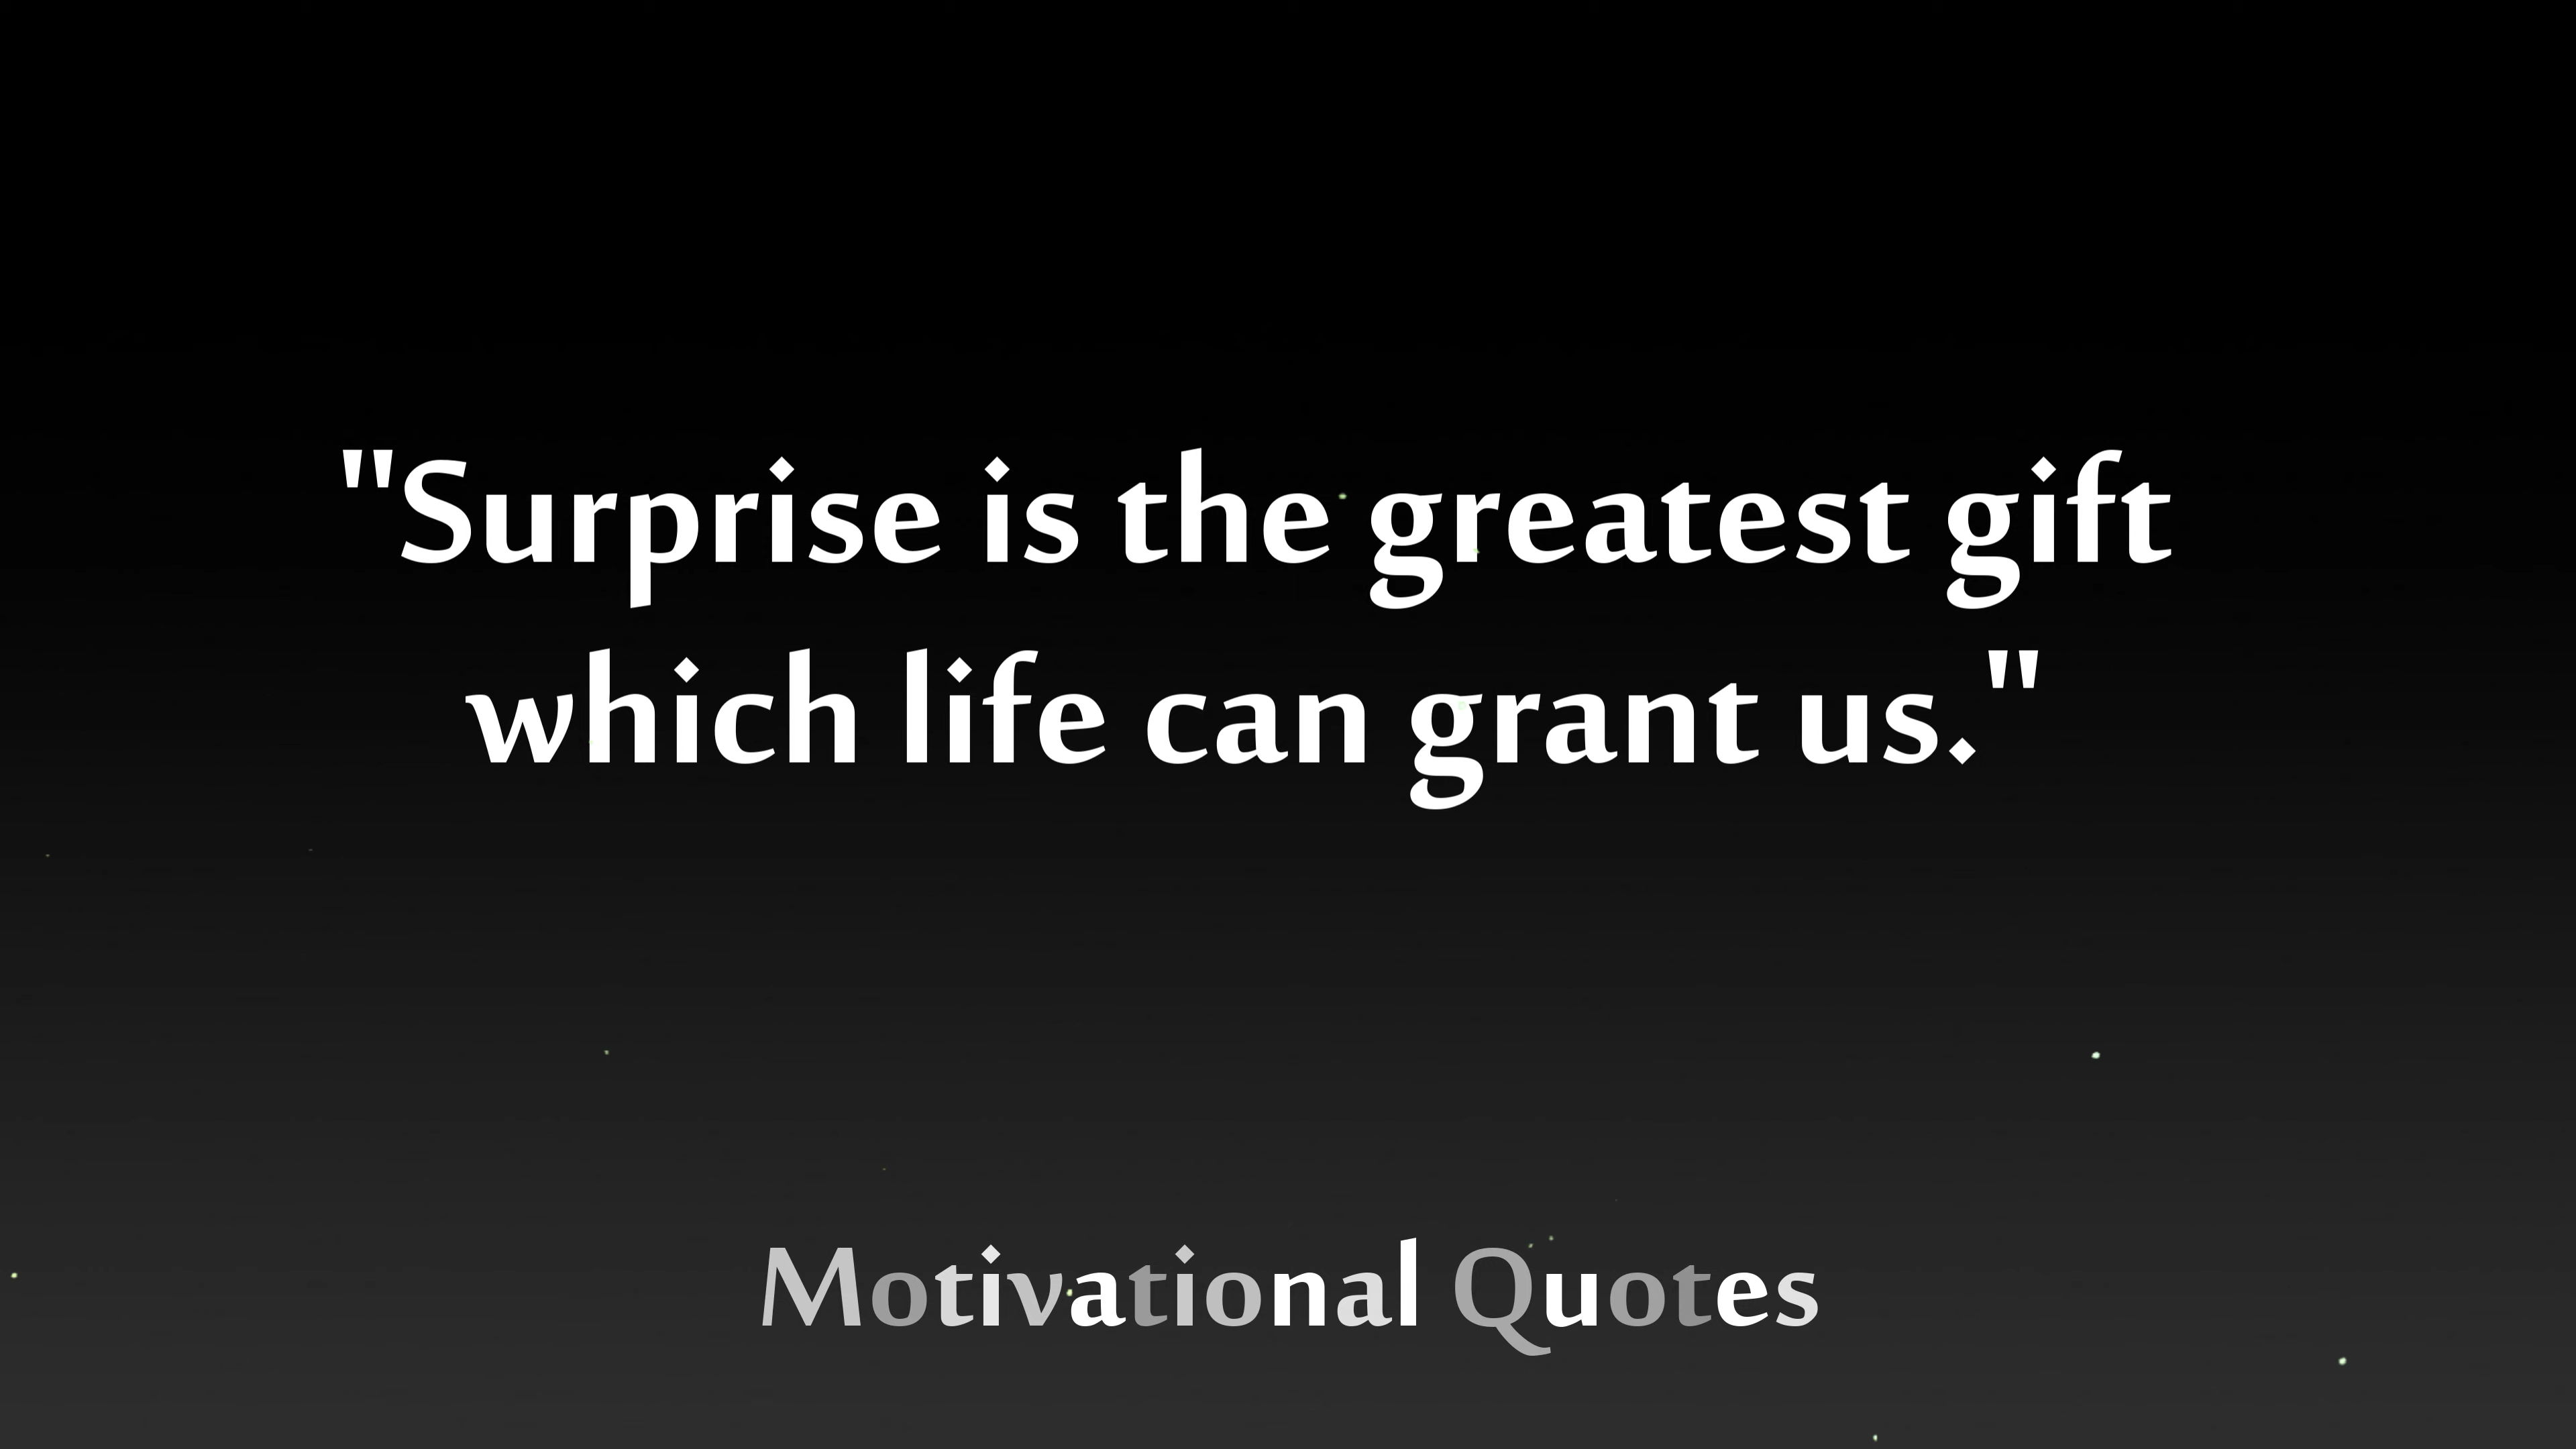 "Surprise is the greatest gift
which life can grant us."
Motivational Quotes